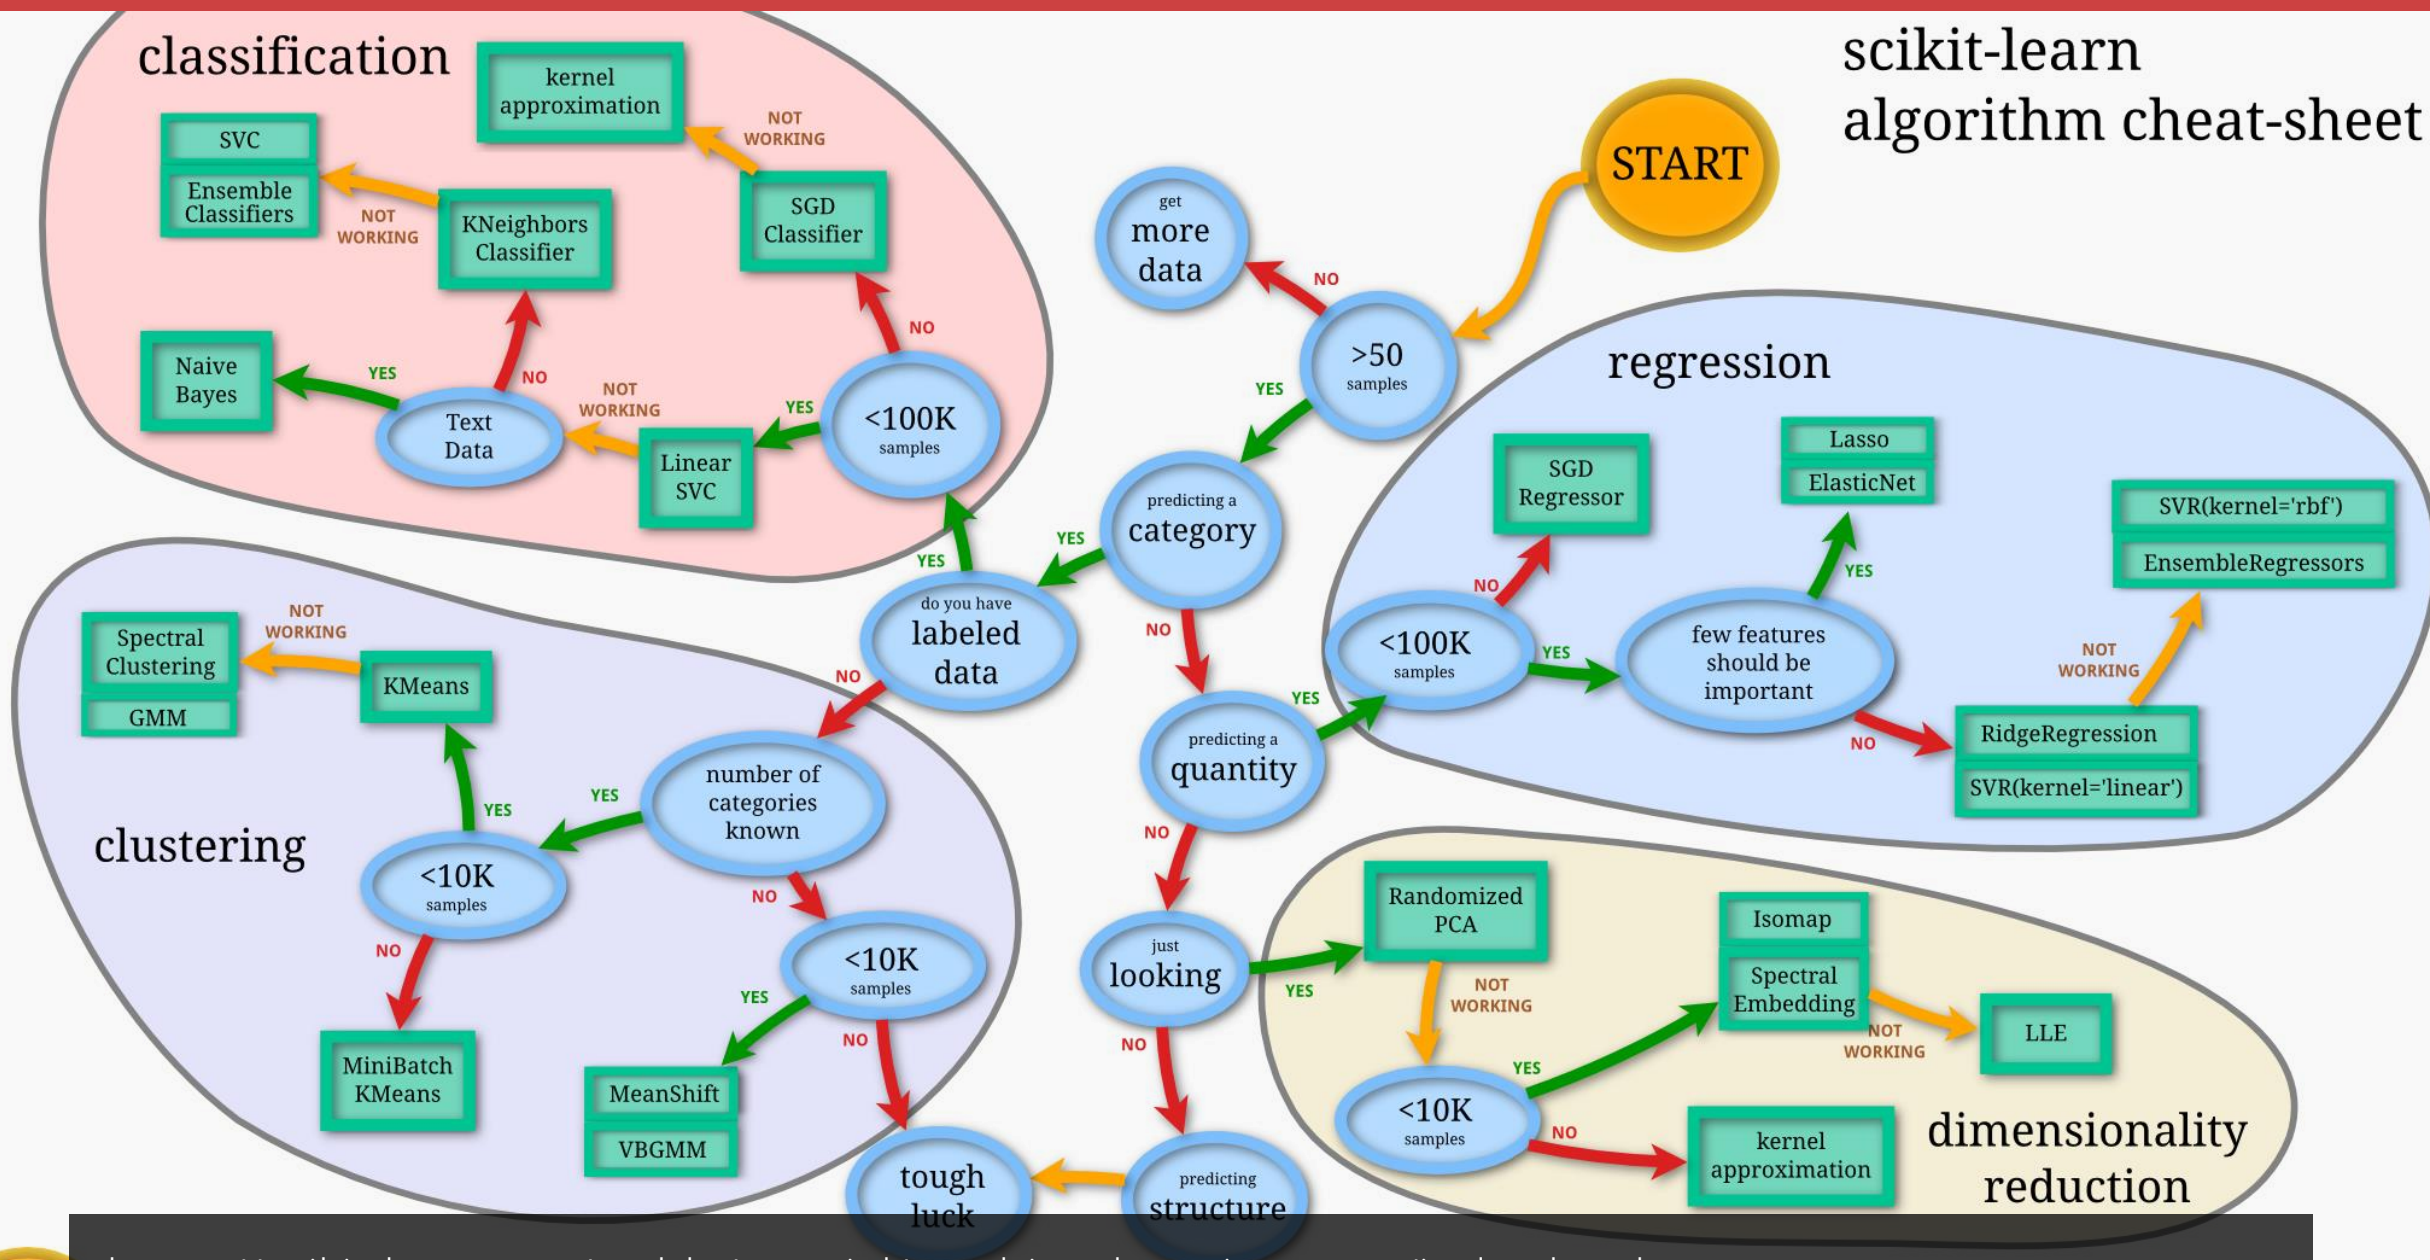 scikit-learn
algorithm cheat-sheet
START
classification
kernel
approximation
NOT
WORKING
SVC
Ensemble
Classifiers
NOT
WORKING
KNeighbors
Classifier
SGD
Classifier
NO
Naive
Bayes
YES
NO
Text
Data
NOT
WORKING
Linear
SVC
YES
<100K
samples
YES
get
more
data
NO
>50
samples
YES
predicting a
category
YES
NO
do you have
labeled
data
NO
predicting a
quantity
YES
NO
just
looking
YES
NO
predicting
structure
tough
luck
regression
SGD
Regressor
NO
<100K
samples
YES
few features
should be
important
YES
Lasso
ElasticNet
NO
RidgeRegression
SVR(kernel='linear')
NOT
WORKING
SVR(kernel='rbf')
EnsembleRegressors
clustering
Spectral
Clustering
GMM
NOT
WORKING
KMeans
YES
<10K
samples
NO
MiniBatch
KMeans
YES
number of
categories
known
NO
<10K
samples
YES
NO
MeanShift
VBGMM
Randomized
PCA
NOT
WORKING
<10K
samples
YES
Isomap
Spectral
Embedding
NOT
WORKING
LLE
NO
kernel
approximation
dimensionality
reduction